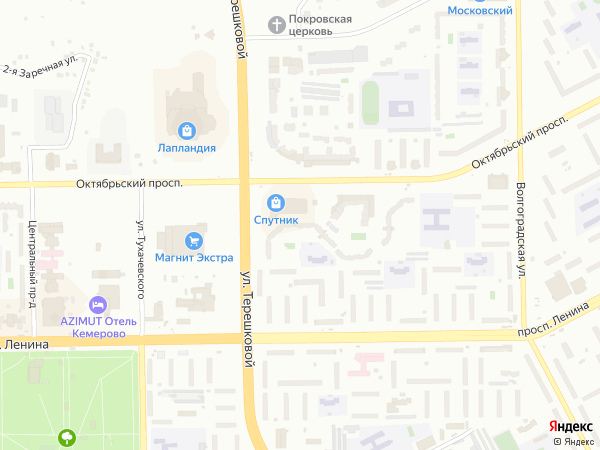 Московский
Покровская
церковь
Терешковой
2-я Заречная ул.
Октябрьский просп.
Лапландия
Октябрьский просп.
Спутник
Волгоградская ул.
Центральный пр-д
ул. Тухачевского
Магнит Экстра
ул. Терешковой
AZIMUT Отель
Кемерово
просп. Ленина
. Ленина
Яндекс